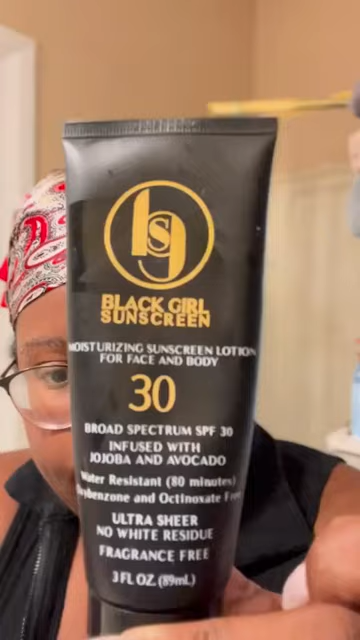 bsg
BLACK GIRL
SUNSCREEN
MOISTURIZING SUNSCREEN LOTION
FOR FACE AND BODY
30
BROAD SPECTRUM SPF 30
INFUSED WITH
JOJOBA AND AVOCADO
Water Resistant (80 minutes)
Oxybenzone and Octinoxate Free
ULTRA SHEER
NO WHITE RESIDUE
FRAGRANCE FREE
3 FL OZ. (89mL)